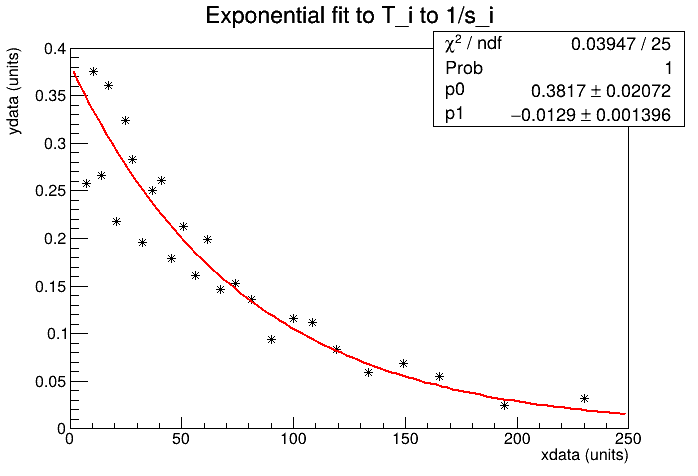 Exponential fit to T_i to 1/s_i
χ² / ndf 0.03947 / 25
Prob 1
p0 0.3817 ± 0.02072
p1 −0.0129 ± 0.001396
ydata (units)
0.4
0.35
0.3
0.25
0.2
0.15
0.1
0.05
0
0 50 100 150 200 250
xdata (units)